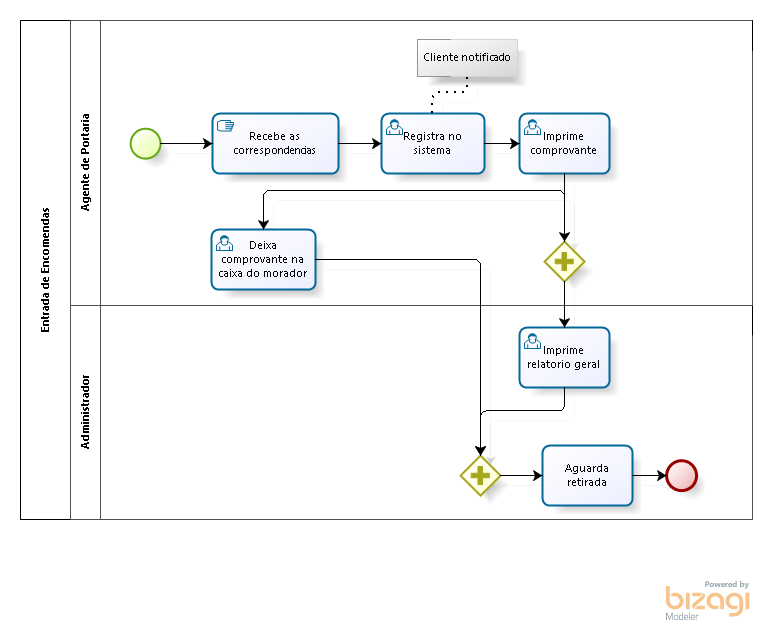 Entrada de Encomendas
Agente de Portaria
Cliente notificado
Recebe as
correspondencias
Registra no
sistema
Imprime
comprovante
Deixa
comprovante na
caixa do morador
Administrador
Imprime
relatorio geral
Aguarda
retirada
Powered by
bizagi
Modeler